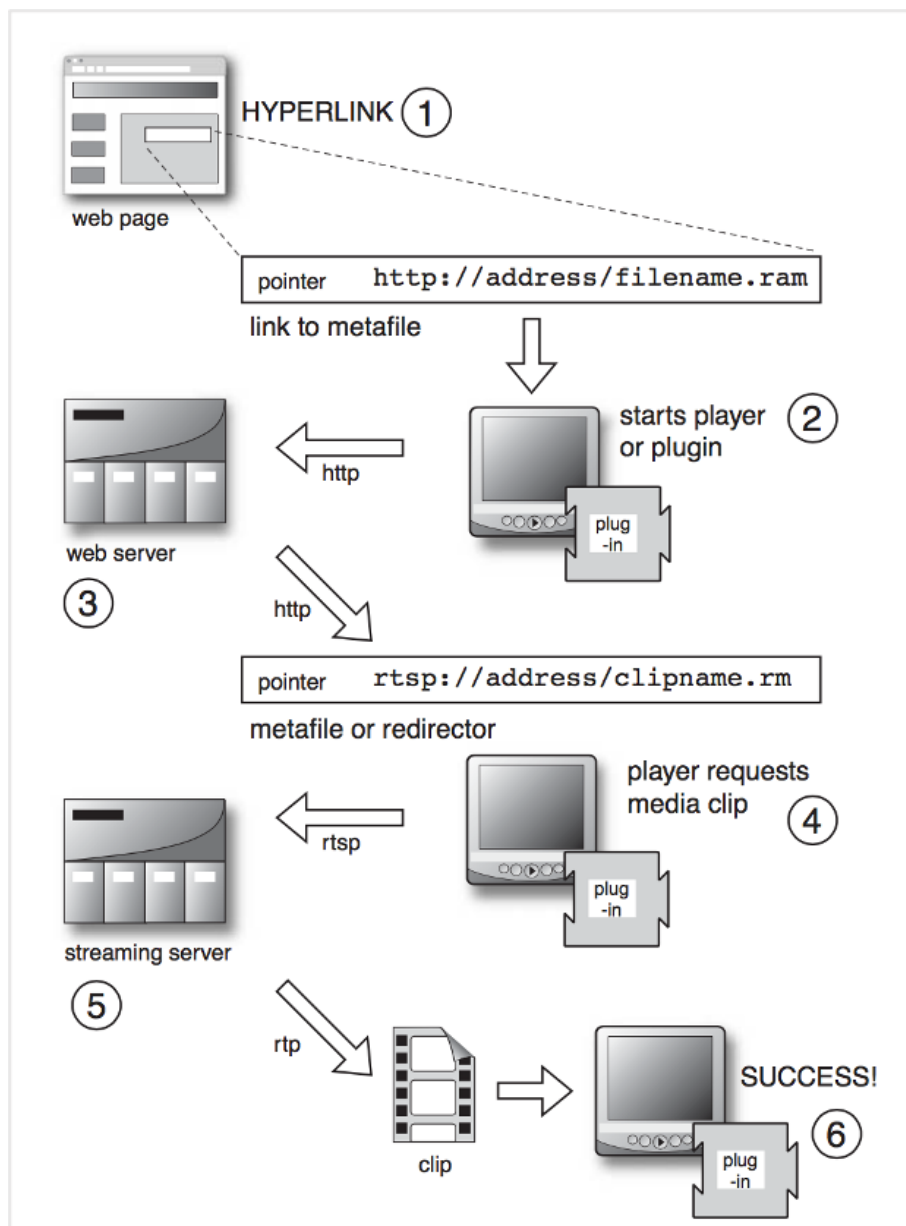 HYPERLINK 1
web page
pointer http://address/filename.ram
link to metafile
starts player 2
or plugin
http
plug
-in
web server
3
http
pointer rtsp://address/clipname.rm
metafile or redirector
player requests
media clip 4
rtsp
plug
-in
streaming server
5
rtp
SUCCESS!
6
clip
plug
-in